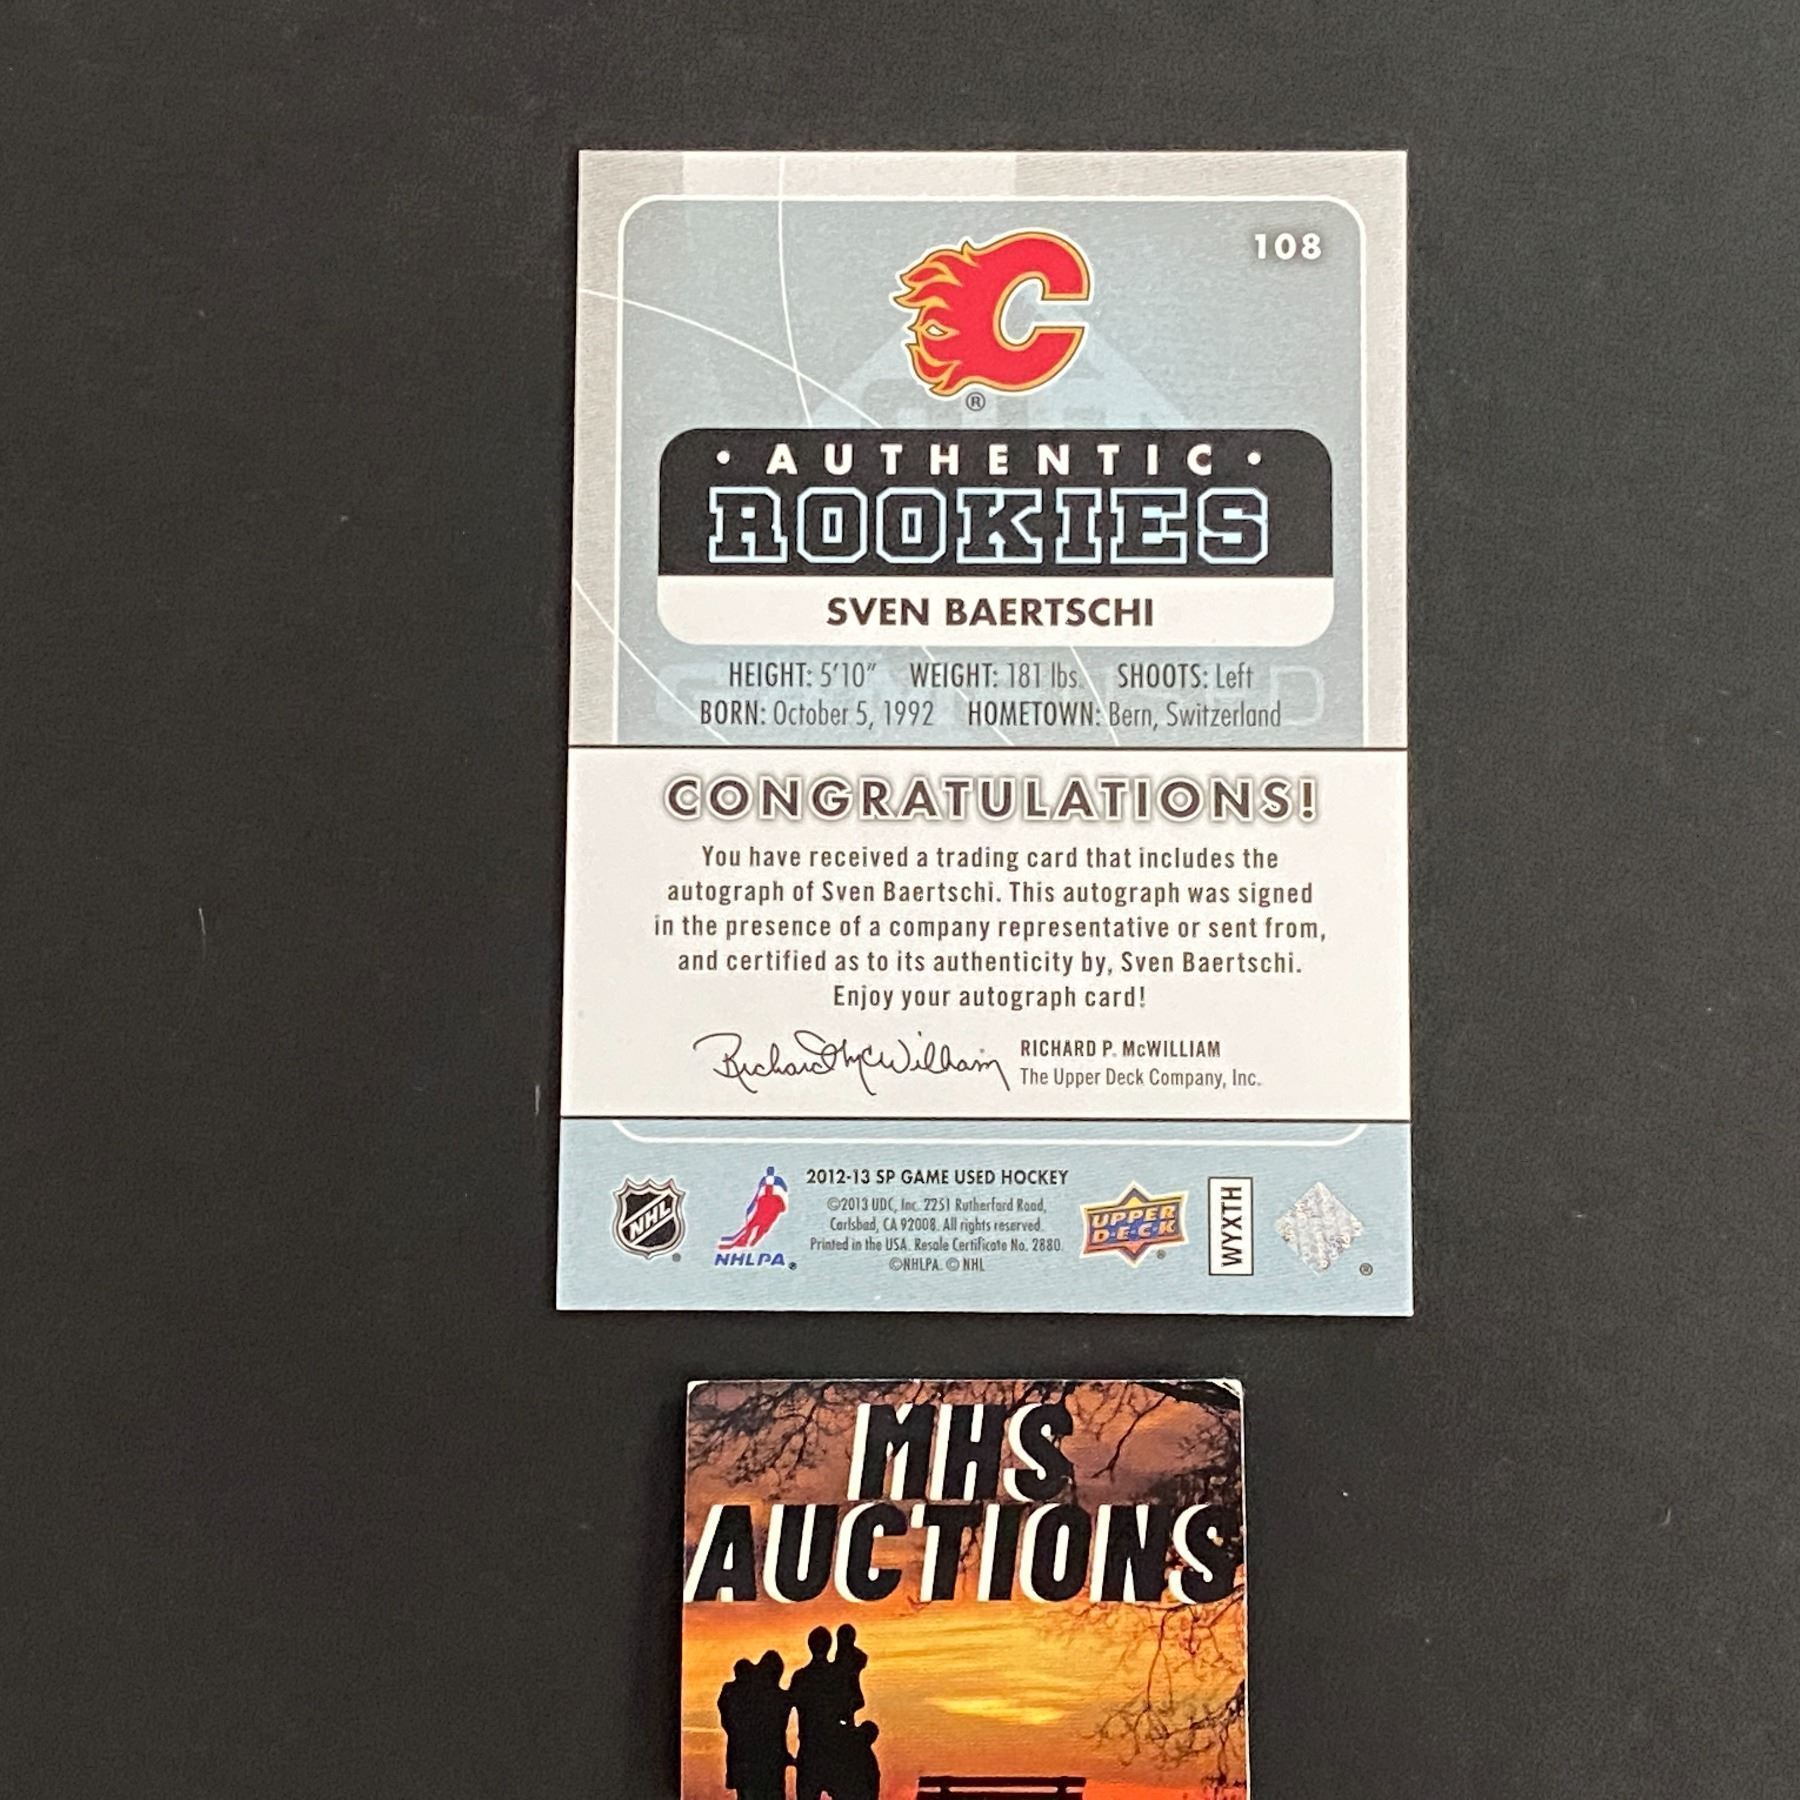 108
®
• AUTHENTIC •
ROOKIES
SVEN BAERTSCHI
HEIGHT: 5'10" WEIGHT: 181 lbs. SHOOTS: Left
BORN: October 5, 1992 HOMETOWN: Bern, Switzerland
CONGRATULATIONS!
You have received a trading card that includes the
autograph of Sven Baertschi. This autograph was signed
in the presence of a company representative or sent from,
and certified as to its authenticity by, Sven Baertschi.
Enjoy your autograph card!
Richard McWilliam
RICHARD P. McWILLIAM
The Upper Deck Company, Inc.
NHL ®
NHLPA ®
2012-13 SP GAME USED HOCKEY
©2013 UDC, Inc. 2251 Rutherford Road,
Carlsbad, CA 92008. All rights reserved.
Printed in the USA. Resale Certificate No. 2880.
©NHLPA. © NHL
UPPER
D·E·C·K ®
WYXTH
®
MHS
AUCTIONS